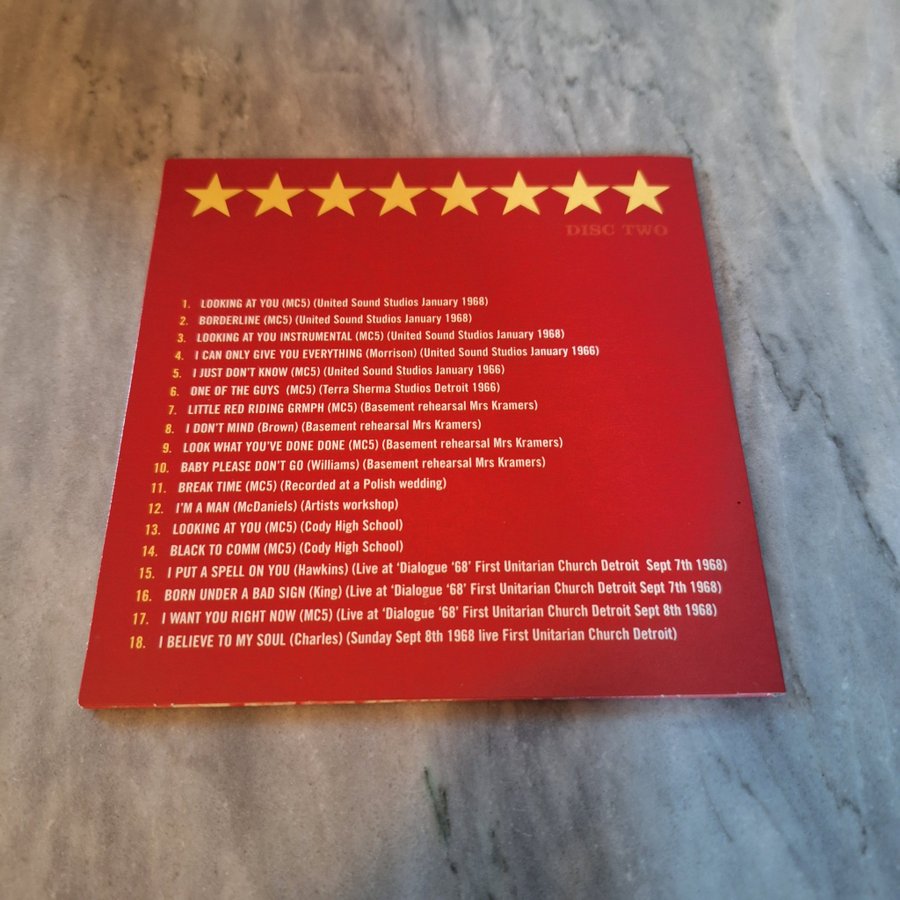 DISC TWO
1. LOOKING AT YOU (MC5) (United Sound Studios January 1968)
2. BORDERLINE (MC5) (United Sound Studios January 1968)
3. LOOKING AT YOU INSTRUMENTAL (MC5) (United Sound Studios January 1968)
4. I CAN ONLY GIVE YOU EVERYTHING (Morrison) (United Sound Studios January 1966)
5. I JUST DON'T KNOW (MC5) (United Sound Studios January 1966)
6. ONE OF THE GUYS (MC5) (Terra Sherma Studios Detroit 1966)
7. LITTLE RED RIDING GRMPH (MC5) (Basement rehearsal Mrs Kramers)
8. I DON'T MIND (Brown) (Basement rehearsal Mrs Kramers)
9. LOOK WHAT YOU'VE DONE DONE (MC5) (Basement rehearsal Mrs Kramers)
10. BABY PLEASE DON'T GO (Williams) (Basement rehearsal Mrs Kramers)
11. BREAK TIME (MC5) (Recorded at a Polish wedding)
12. I'M A MAN (McDaniels) (Artists workshop)
13. LOOKING AT YOU (MC5) (Cody High School)
14. BLACK TO COMM (MC5) (Cody High School)
15. I PUT A SPELL ON YOU (Hawkins) (Live at 'Dialogue '68' First Unitarian Church Detroit Sept 7th 1968)
16. BORN UNDER A BAD SIGN (King) (Live at 'Dialogue '68' First Unitarian Church Detroit Sept 7th 1968)
17. I WANT YOU RIGHT NOW (MC5) (Live at 'Dialogue '68' First Unitarian Church Detroit Sept 8th 1968)
18. I BELIEVE TO MY SOUL (Charles) (Sunday Sept 8th 1968 live First Unitarian Church Detroit)